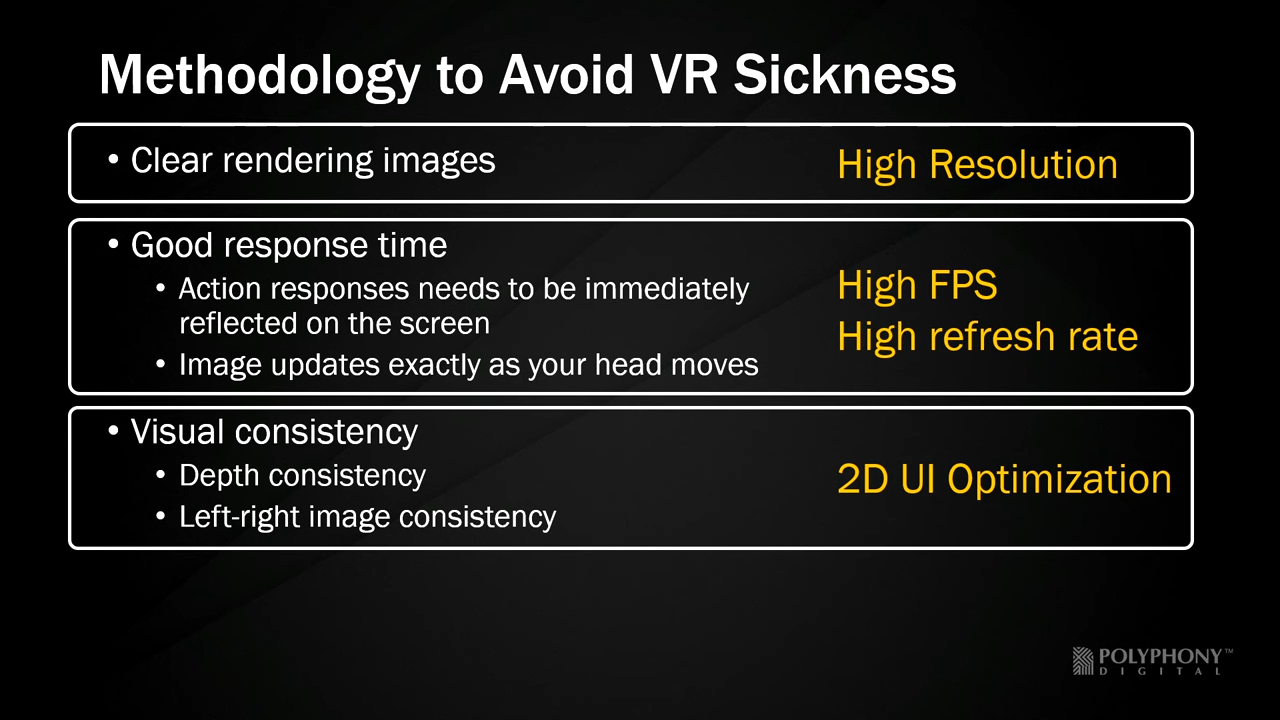 Methodology to Avoid VR Sickness
• Clear rendering images
High Resolution
• Good response time
• Action responses needs to be immediately
reflected on the screen
• Image updates exactly as your head moves
High FPS
High refresh rate
• Visual consistency
• Depth consistency
• Left-right image consistency
2D UI Optimization
POLYPHONY™
DIGITAL